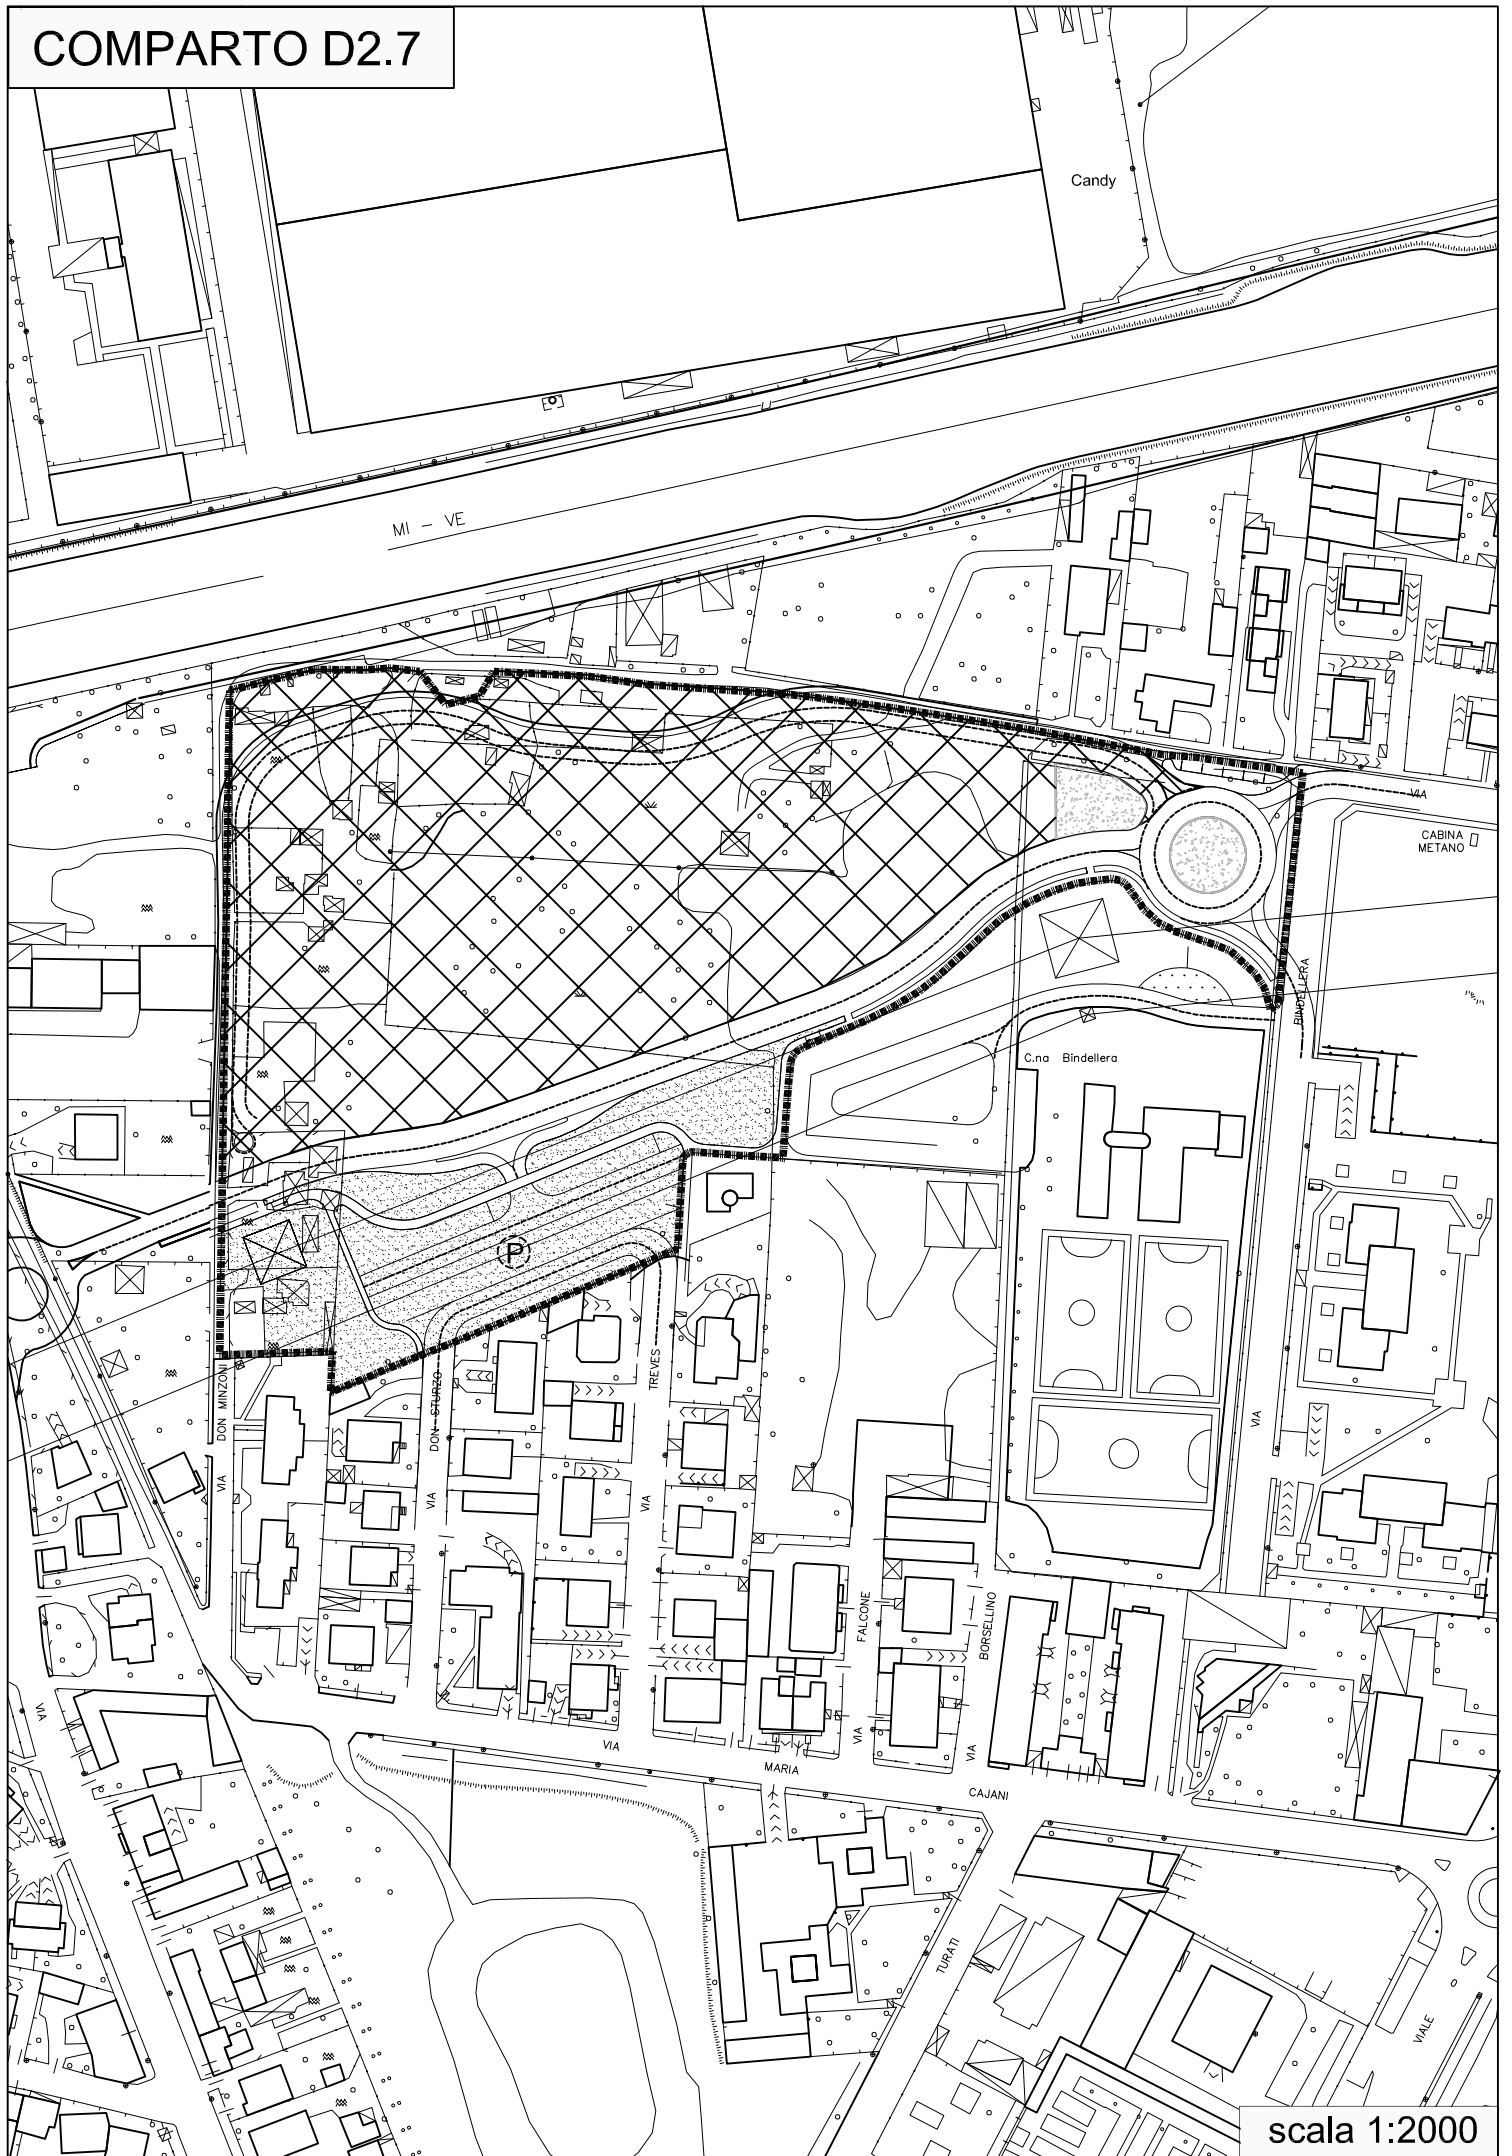 COMPARTO D2.7
Candy
MI - VE
VIA
CABINA
METANO
BINDELLERA
C.na Bindellera
P
DON MINZONI
VIA
DON STURZO
VIA
TREVES
VIA
VIA
FALCONE
VIA
BORSELLINO
VIA
VIA
VIA
MARIA
CAJANI
TURATI
VIALE
scala 1:2000